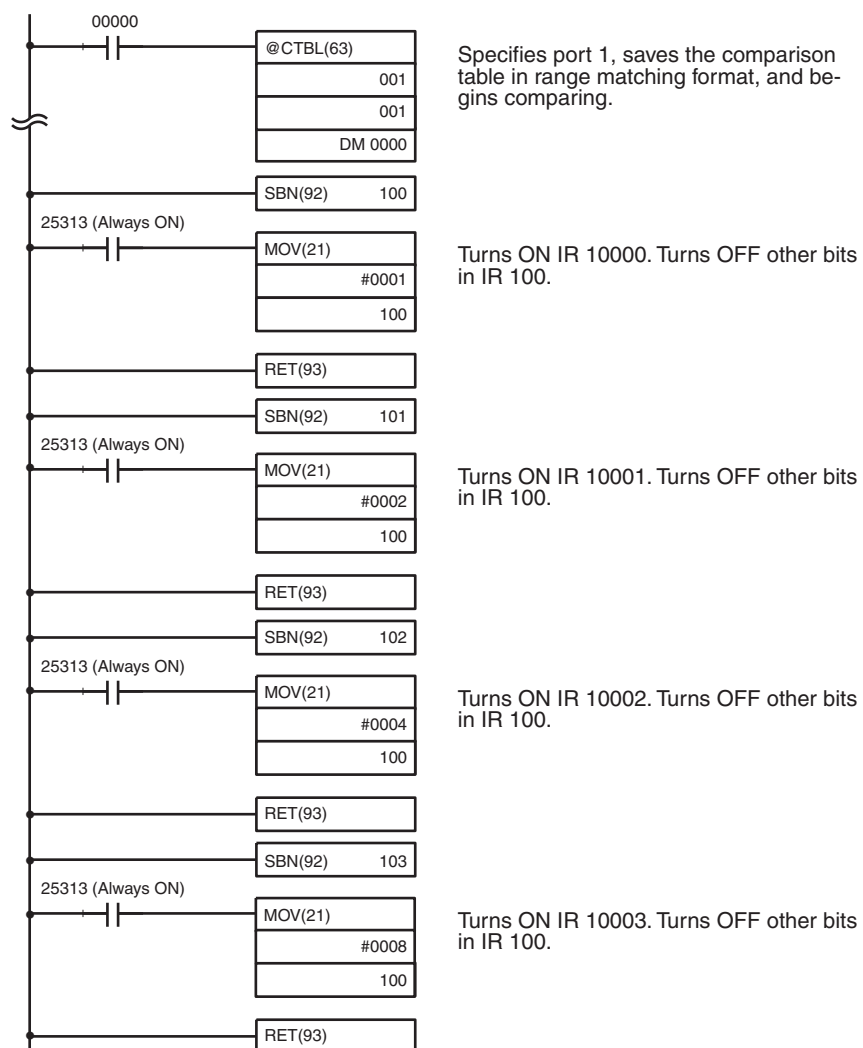 00000
@CTBL(63)
001
001
DM 0000
Specifies port 1, saves the comparison
table in range matching format, and be-
gins comparing.
SBN(92) 100
25313 (Always ON)
MOV(21)
#0001
100
Turns ON IR 10000. Turns OFF other bits
in IR 100.
RET(93)
SBN(92) 101
25313 (Always ON)
MOV(21)
#0002
100
Turns ON IR 10001. Turns OFF other bits
in IR 100.
RET(93)
SBN(92) 102
25313 (Always ON)
MOV(21)
#0004
100
Turns ON IR 10002. Turns OFF other bits
in IR 100.
RET(93)
SBN(92) 103
25313 (Always ON)
MOV(21)
#0008
100
Turns ON IR 10003. Turns OFF other bits
in IR 100.
RET(93)